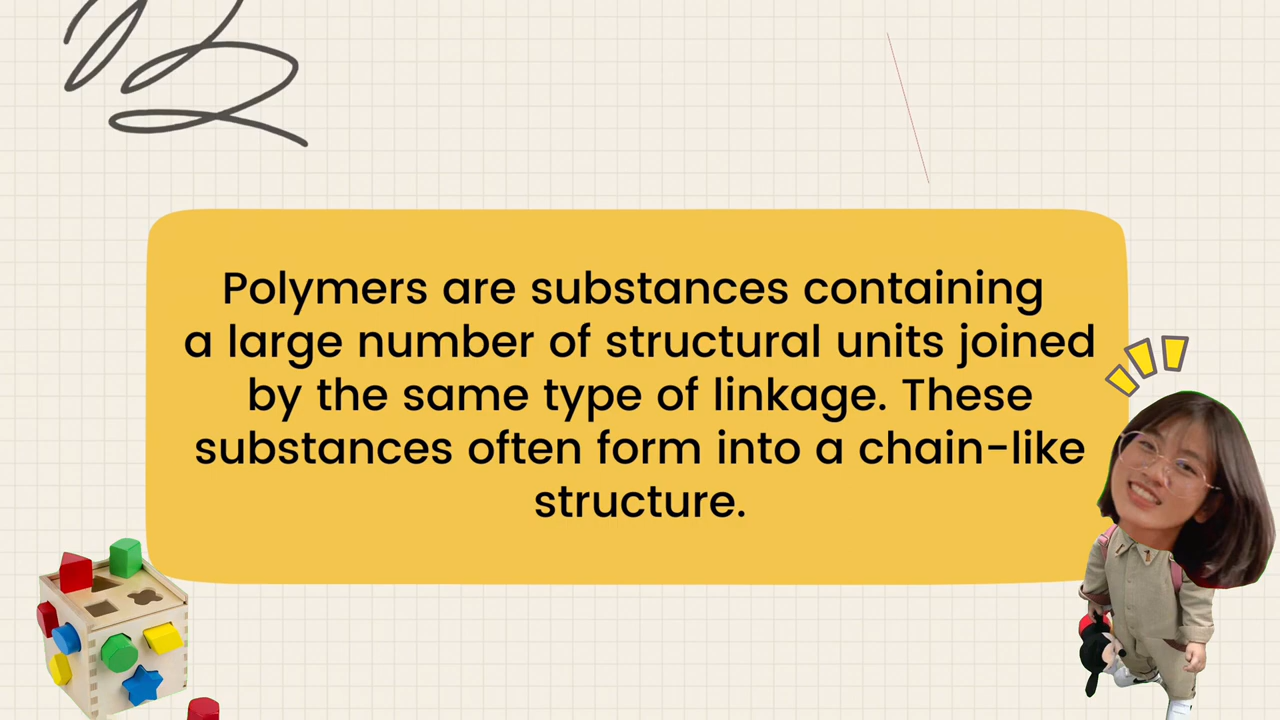 Polymers are substances containing
a large number of structural units joined
by the same type of linkage. These
substances often form into a chain-like
structure.